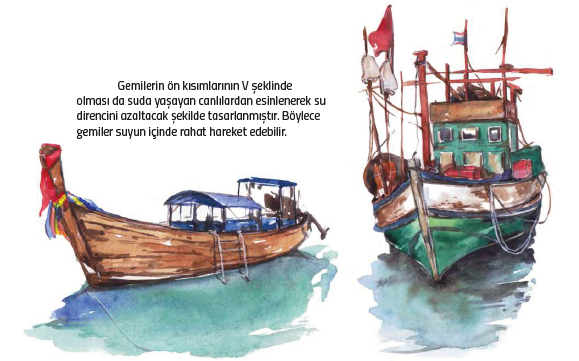 Gemilerin ön kısımlarının V şeklinde
olması da suda yaşayan canlılardan esinlenerek su
direncini azaltacak şekilde tasarlanmıştır. Böylece
gemiler suyun içinde rahat hareket edebilir.